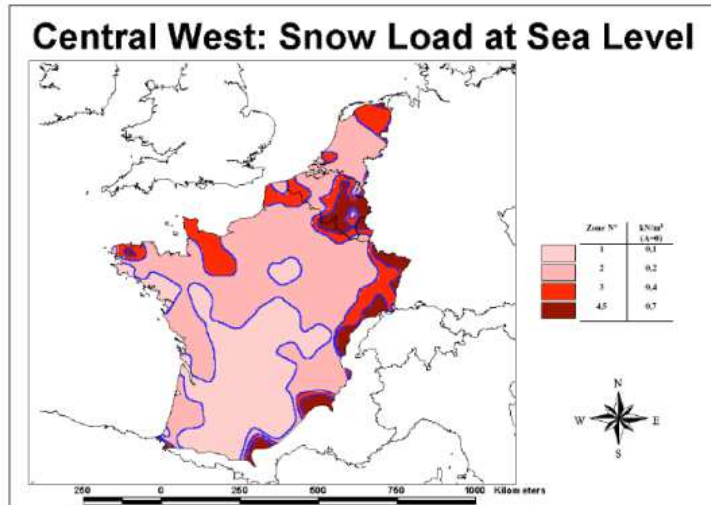 Central West: Snow Load at Sea Level
Zone N° kN/m²
(A=0)
1 0,1
2 0,2
3 0,4
4,5 0,7
N
W E
S
250 0 250 500 750 1000 Kilometers